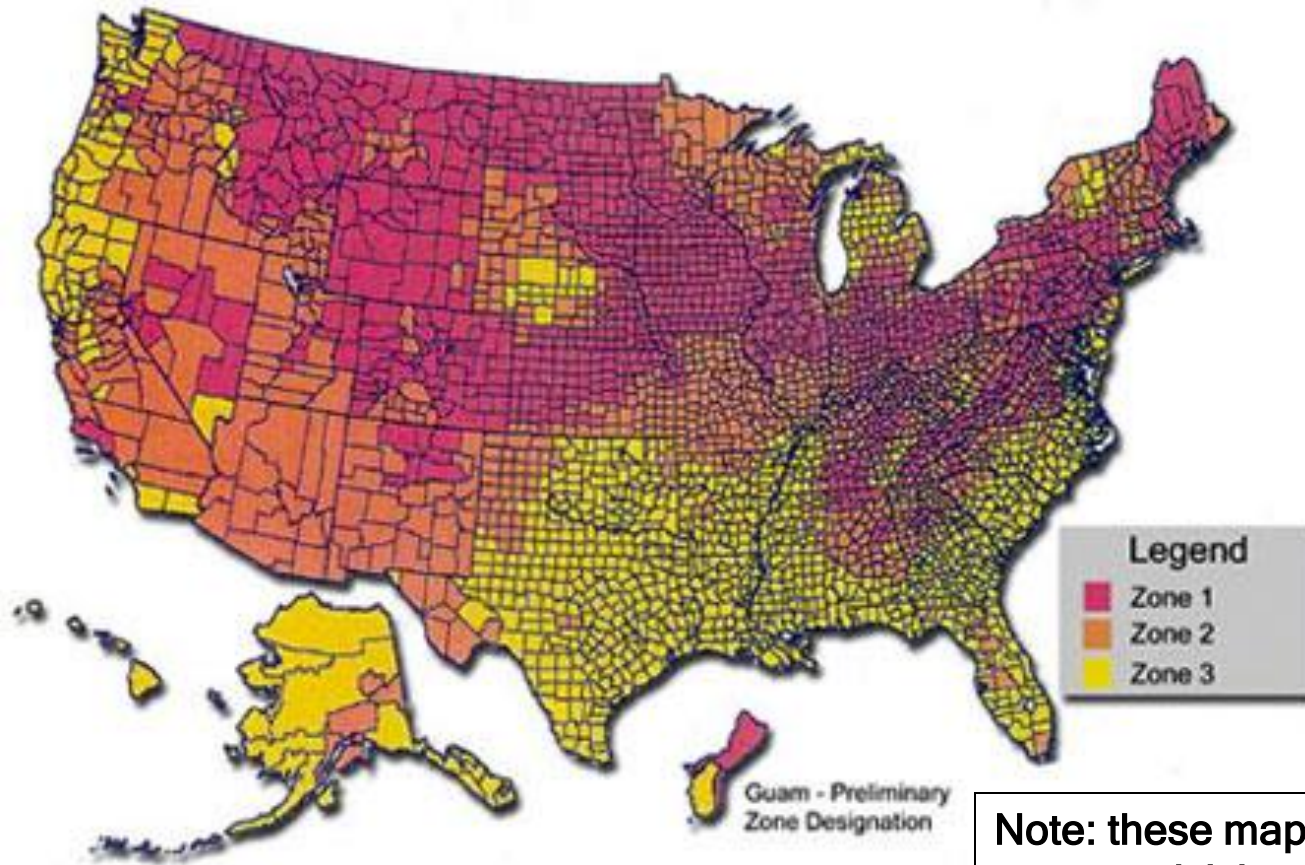 Legend
Zone 1
Zone 2
Zone 3
Guam - Preliminary
Zone Designation
Note: these map